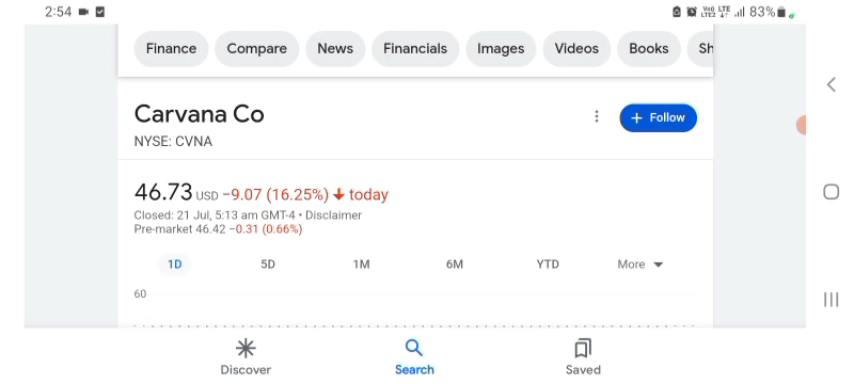 2:54 83%
Finance Compare News Financials Images Videos Books Sh
Carvana Co
+ Follow
NYSE: CVNA
46.73 USD −9.07 (16.25%) ↓ today
Closed: 21 Jul, 5:13 am GMT-4 • Disclaimer
Pre-market 46.42 −0.31 (0.66%)
1D 5D 1M 6M YTD More
60
Discover Search Saved